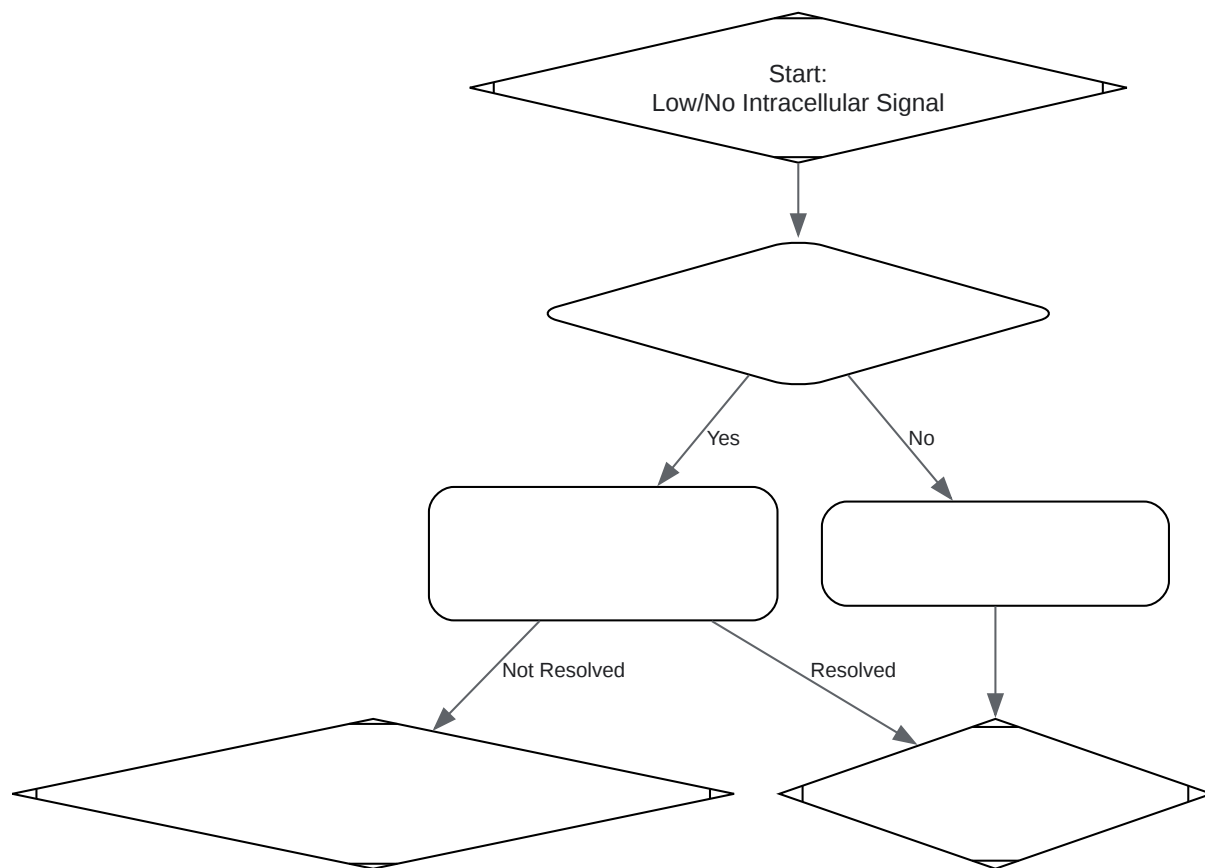 Start:
Low/No Intracellular Signal
Yes
No
Not Resolved
Resolved